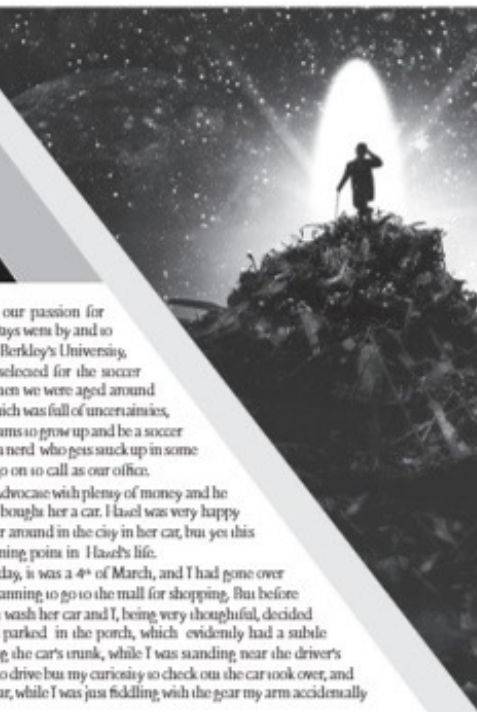 our passion for
ays went by and to
Berkley's University,
selected for the soccer
hen we were aged around
hich was full of uncertainties,
ams to grow up and be a soccer
a nerd who gets stuck up in some
go on to call as our office.
Advocate with plenty of money and he
bought her a car. Hazel was very happy
r around in the city in her car, but yet this
ning point in Hazel's life.
day, it was a 4th of March, and I had gone over
anning to go to the mall for shopping. But before
wash her car and I, being very thoughtful, decided
parked in the porch, which evidently had a subtle
g the car's trunk, while I was standing near the driver's
o drive but my curiosity to check out the car took over, and
ar, while I was just fiddling with the gear my arm accidentally